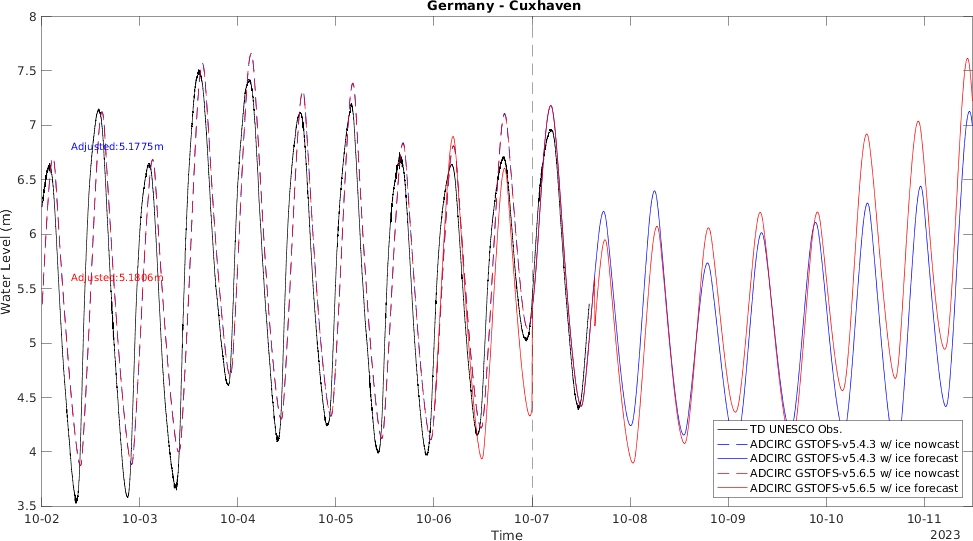 Germany - Cuxhaven
8
7.5
7
6.5
6
5.5
5
4.5
4
3.5
Water Level (m)
Adjusted:5.1775m
Adjusted:5.1806m
TD UNESCO Obs.
ADCIRC GSTOFS-v5.4.3 w/ ice nowcast
ADCIRC GSTOFS-v5.4.3 w/ ice forecast
ADCIRC GSTOFS-v5.6.5 w/ ice nowcast
ADCIRC GSTOFS-v5.6.5 w/ ice forecast
10-02 10-03 10-04 10-05 10-06 10-07 10-08 10-09 10-10 10-11
Time
2023